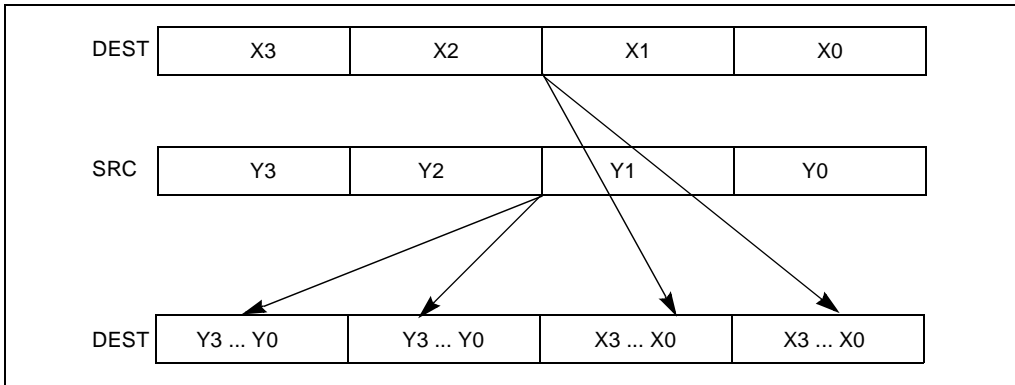 DEST X3 X2 X1 X0
SRC Y3 Y2 Y1 Y0
DEST Y3 ... Y0 Y3 ... Y0 X3 ... X0 X3 ... X0